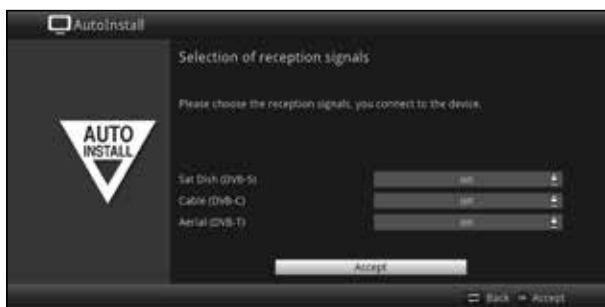 AutoInstall
Selection of reception signals
Please choose the reception signals, you connect to the device.
AUTO
INSTALL
Sat Dish (DVB-S)
Cable (DVB-C)
Aerial (DVB-T)
Accept
Back Accept